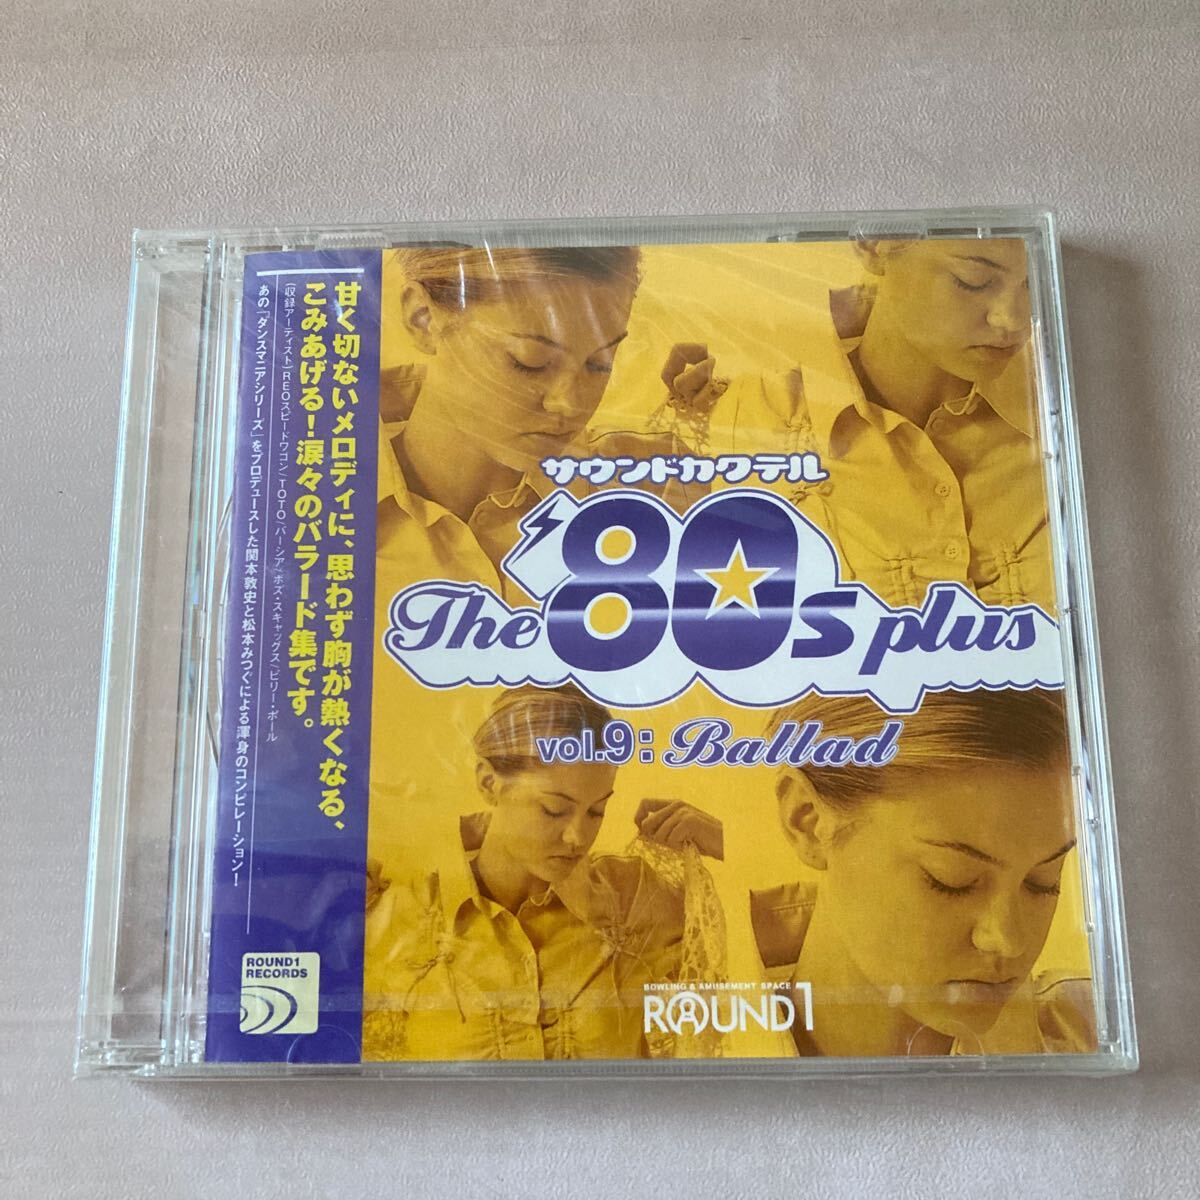 甘く切ないメロディに、思わず胸が熱くなる、
こみあげる!涙々のバラード集です。
(収録アーティスト)REOスピードワゴン/TOTO/バーシア/ボズ・スキャッグス/ビリー・ポール
あの「ダンスマニアシリーズ」をプロデュースした関本敦史と松本みつぐによる渾身のコンピレーション!
ROUND1
RECORDS
サウンドカクテル
The '80s plus
vol.9: Ballad
BOWLING & AMUSEMENT SPACE
ROUND1